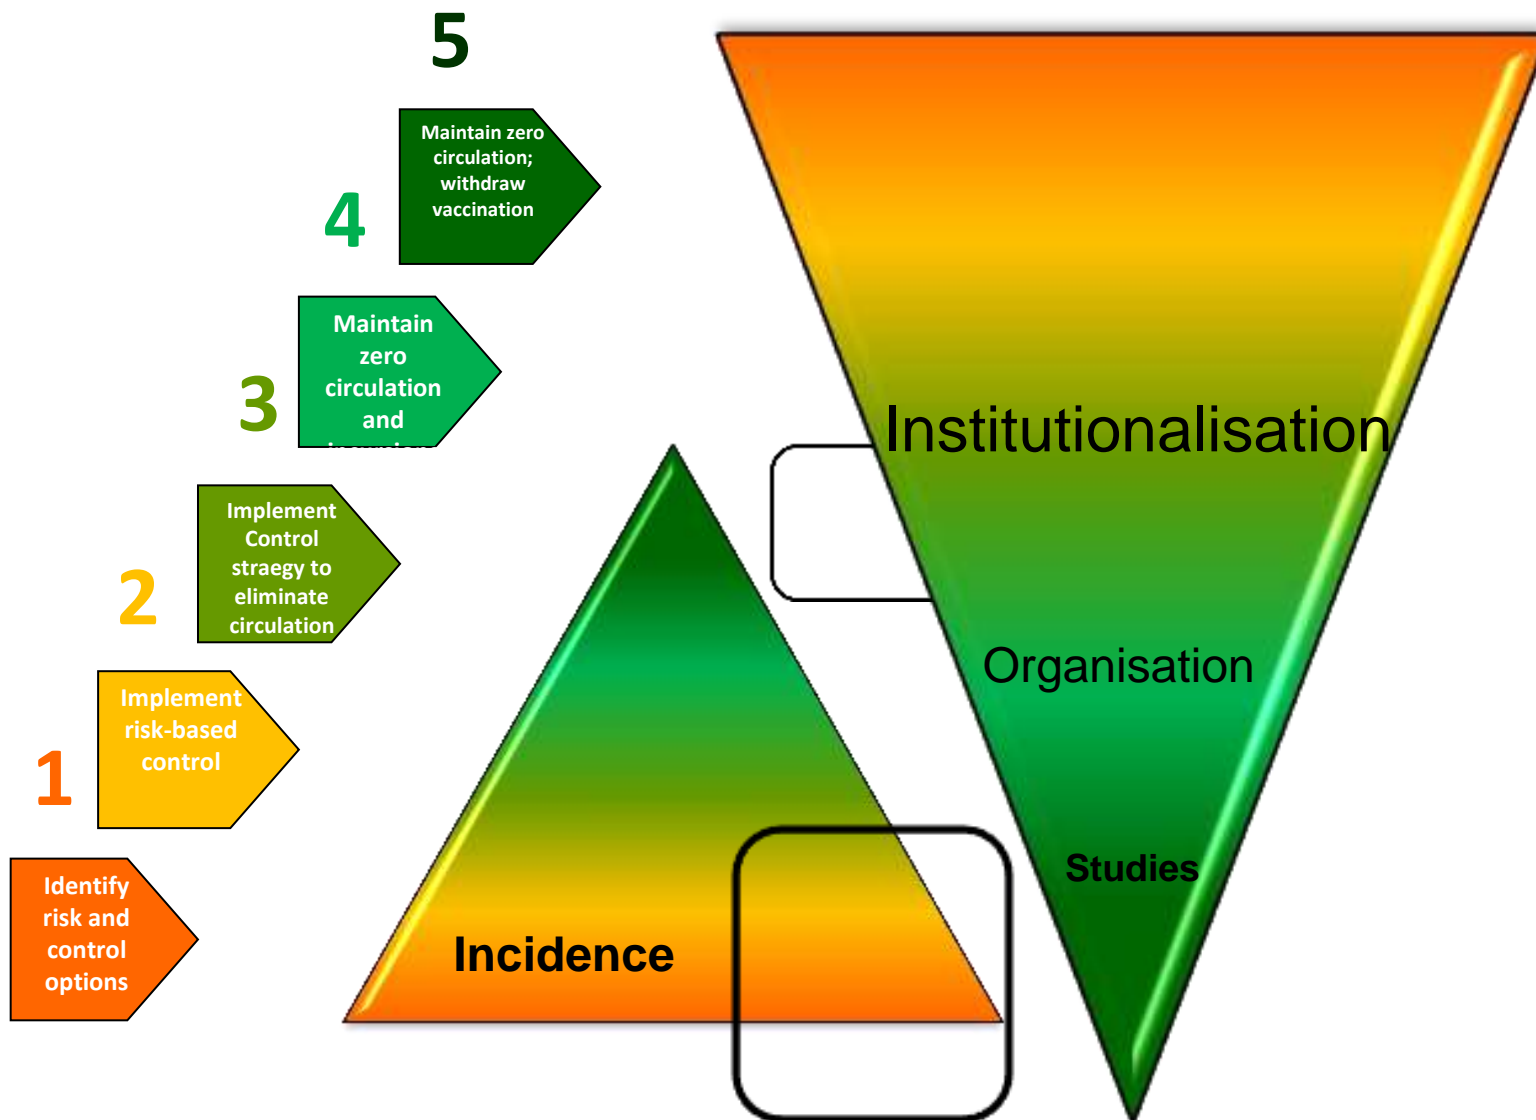 5
Maintain zero
circulation;
withdraw
vaccination
4
Maintain
zero
circulation
and
3
Implement
Control
straegy to
eliminate
circulation
2
Implement
risk-based
control
1
Identify
risk and
control
options
Institutionalisation
Organisation
Studies
Incidence